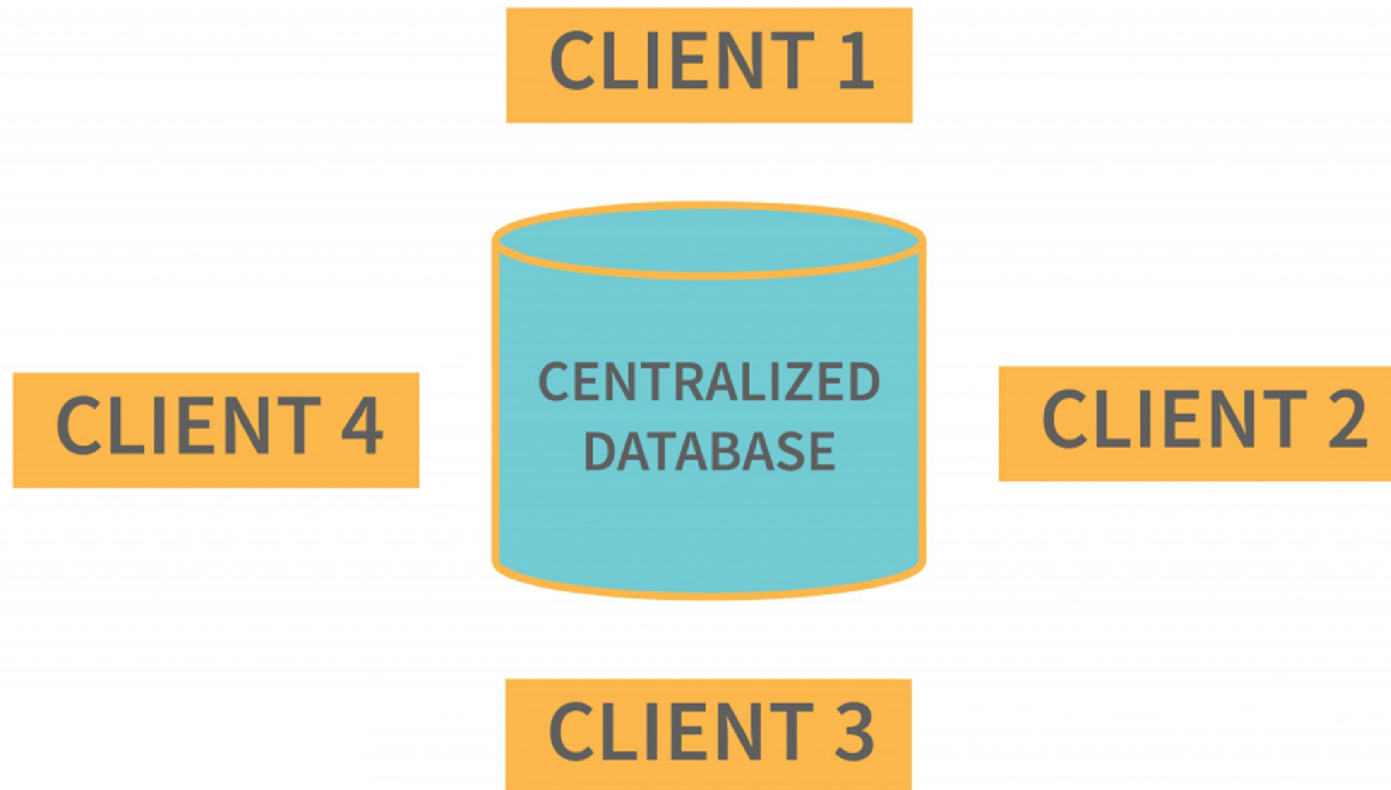 CLIENT 1
CENTRALIZED
DATABASE
CLIENT 4
CLIENT 2
CLIENT 3